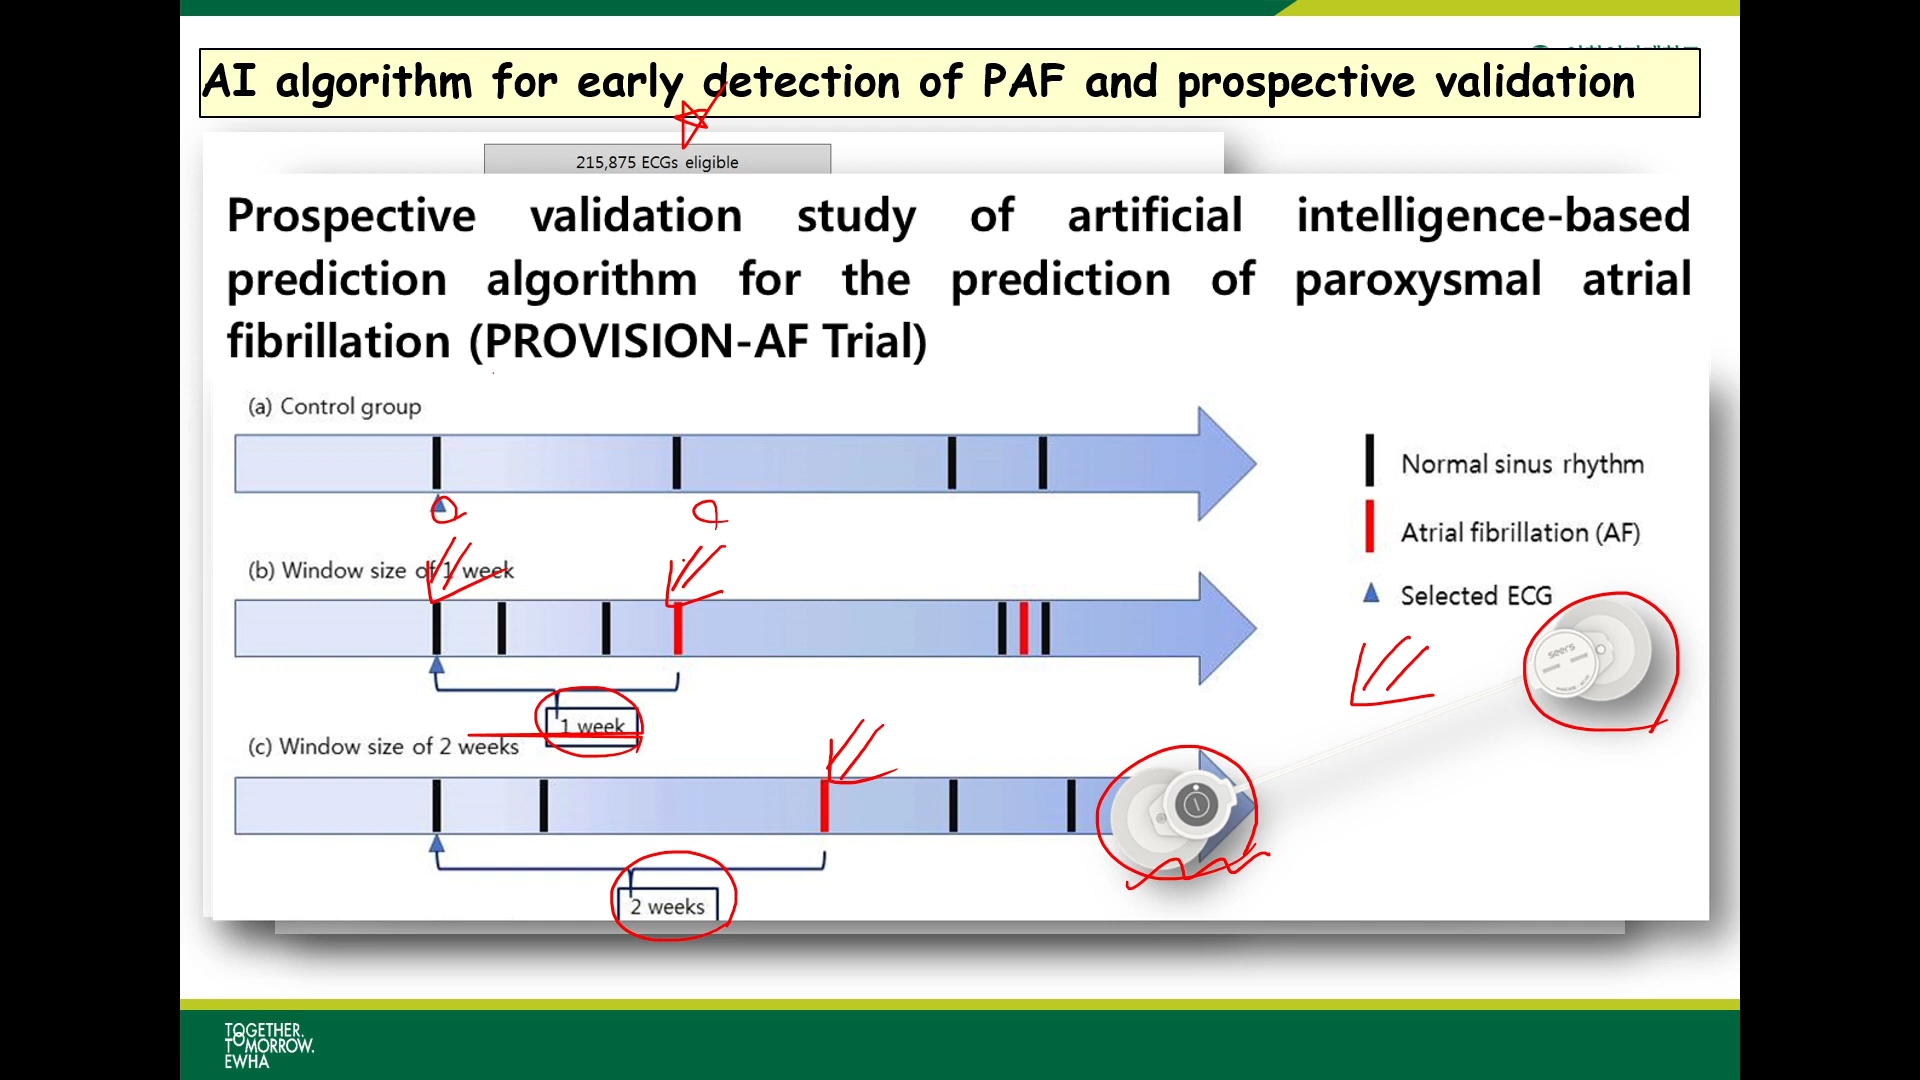 AI algorithm for early detection of PAF and prospective validation
215,875 ECGs eligible
Prospective validation study of artificial intelligence-based
prediction algorithm for the prediction of paroxysmal atrial
fibrillation (PROVISION-AF Trial)
(a) Control group
Normal sinus rhythm
Atrial fibrillation (AF)
Selected ECG
(b) Window size of 1 week
1 week
(c) Window size of 2 weeks
2 weeks
seers
TOGETHER.
TOMORROW.
EWHA